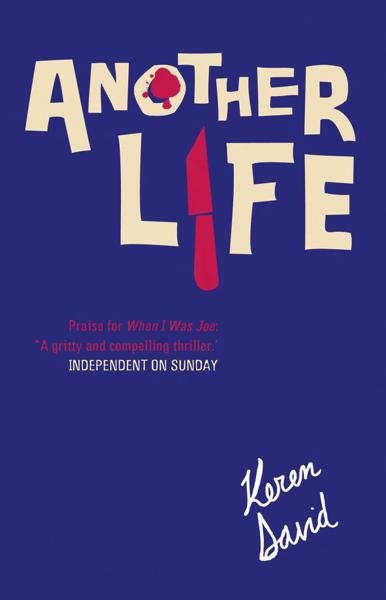 ANOTHER
LIFE
Praise for When I Was Joe:
"A gritty and compelling thriller.'
INDEPENDENT ON SUNDAY
Keren
David